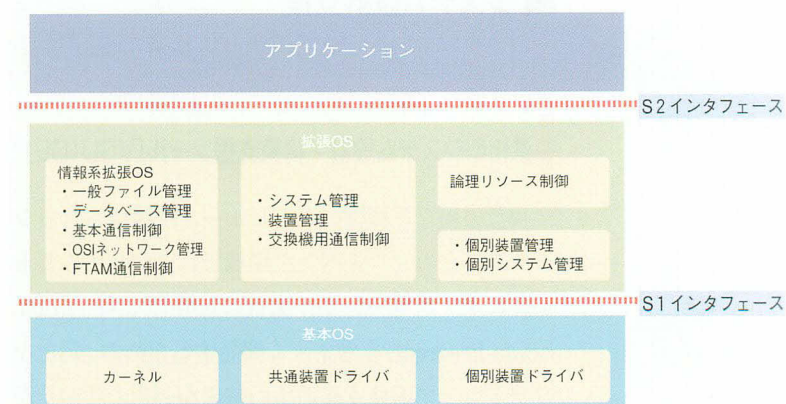 アプリケーション
S2インタフェース
拡張OS
情報系拡張OS
・一般ファイル管理
・データベース管理
・基本通信制御
・OSIネットワーク管理
・FTAM通信制御
・システム管理
・装置管理
・交換機用通信制御
論理リソース制御
・個別装置管理
・個別システム管理
S1インタフェース
基本OS
カーネル
共通装置ドライバ
個別装置ドライバ